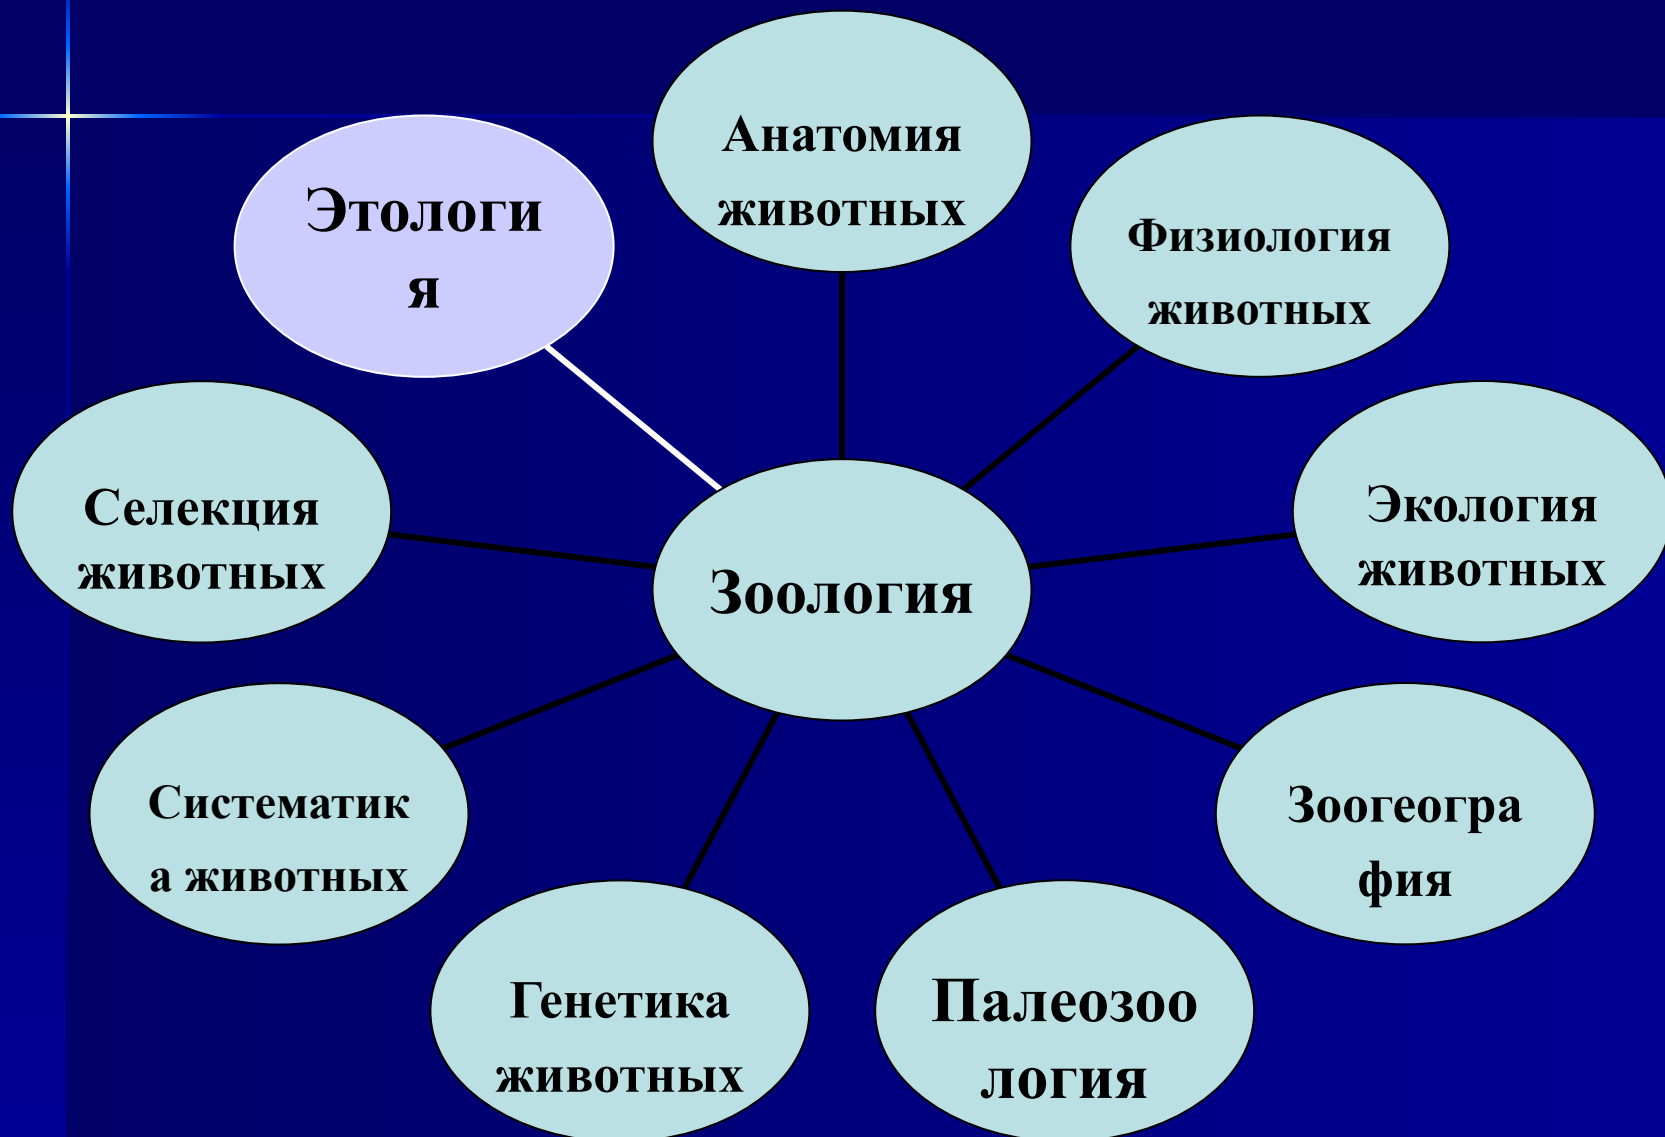 Анатомия
животных
Этологи
я
Физиология
животных
Селекция
животных
Экология
животных
Зоология
Систематик
а животных
Зоогеогра
фия
Генетика
животных
Палеозоо
логия